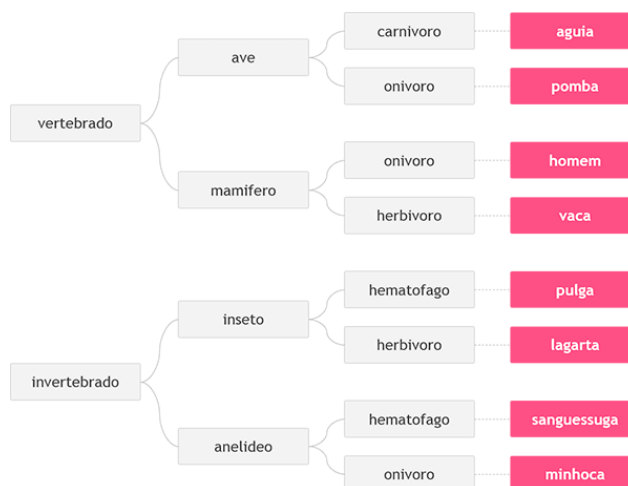 carnivoro
aguia
ave
onivoro
pomba
vertebrado
onivoro
homem
mamifero
herbivoro
vaca
hematofago
pulga
inseto
herbivoro
lagarta
invertebrado
hematofago
sanguessuga
anelideo
onivoro
minhoca